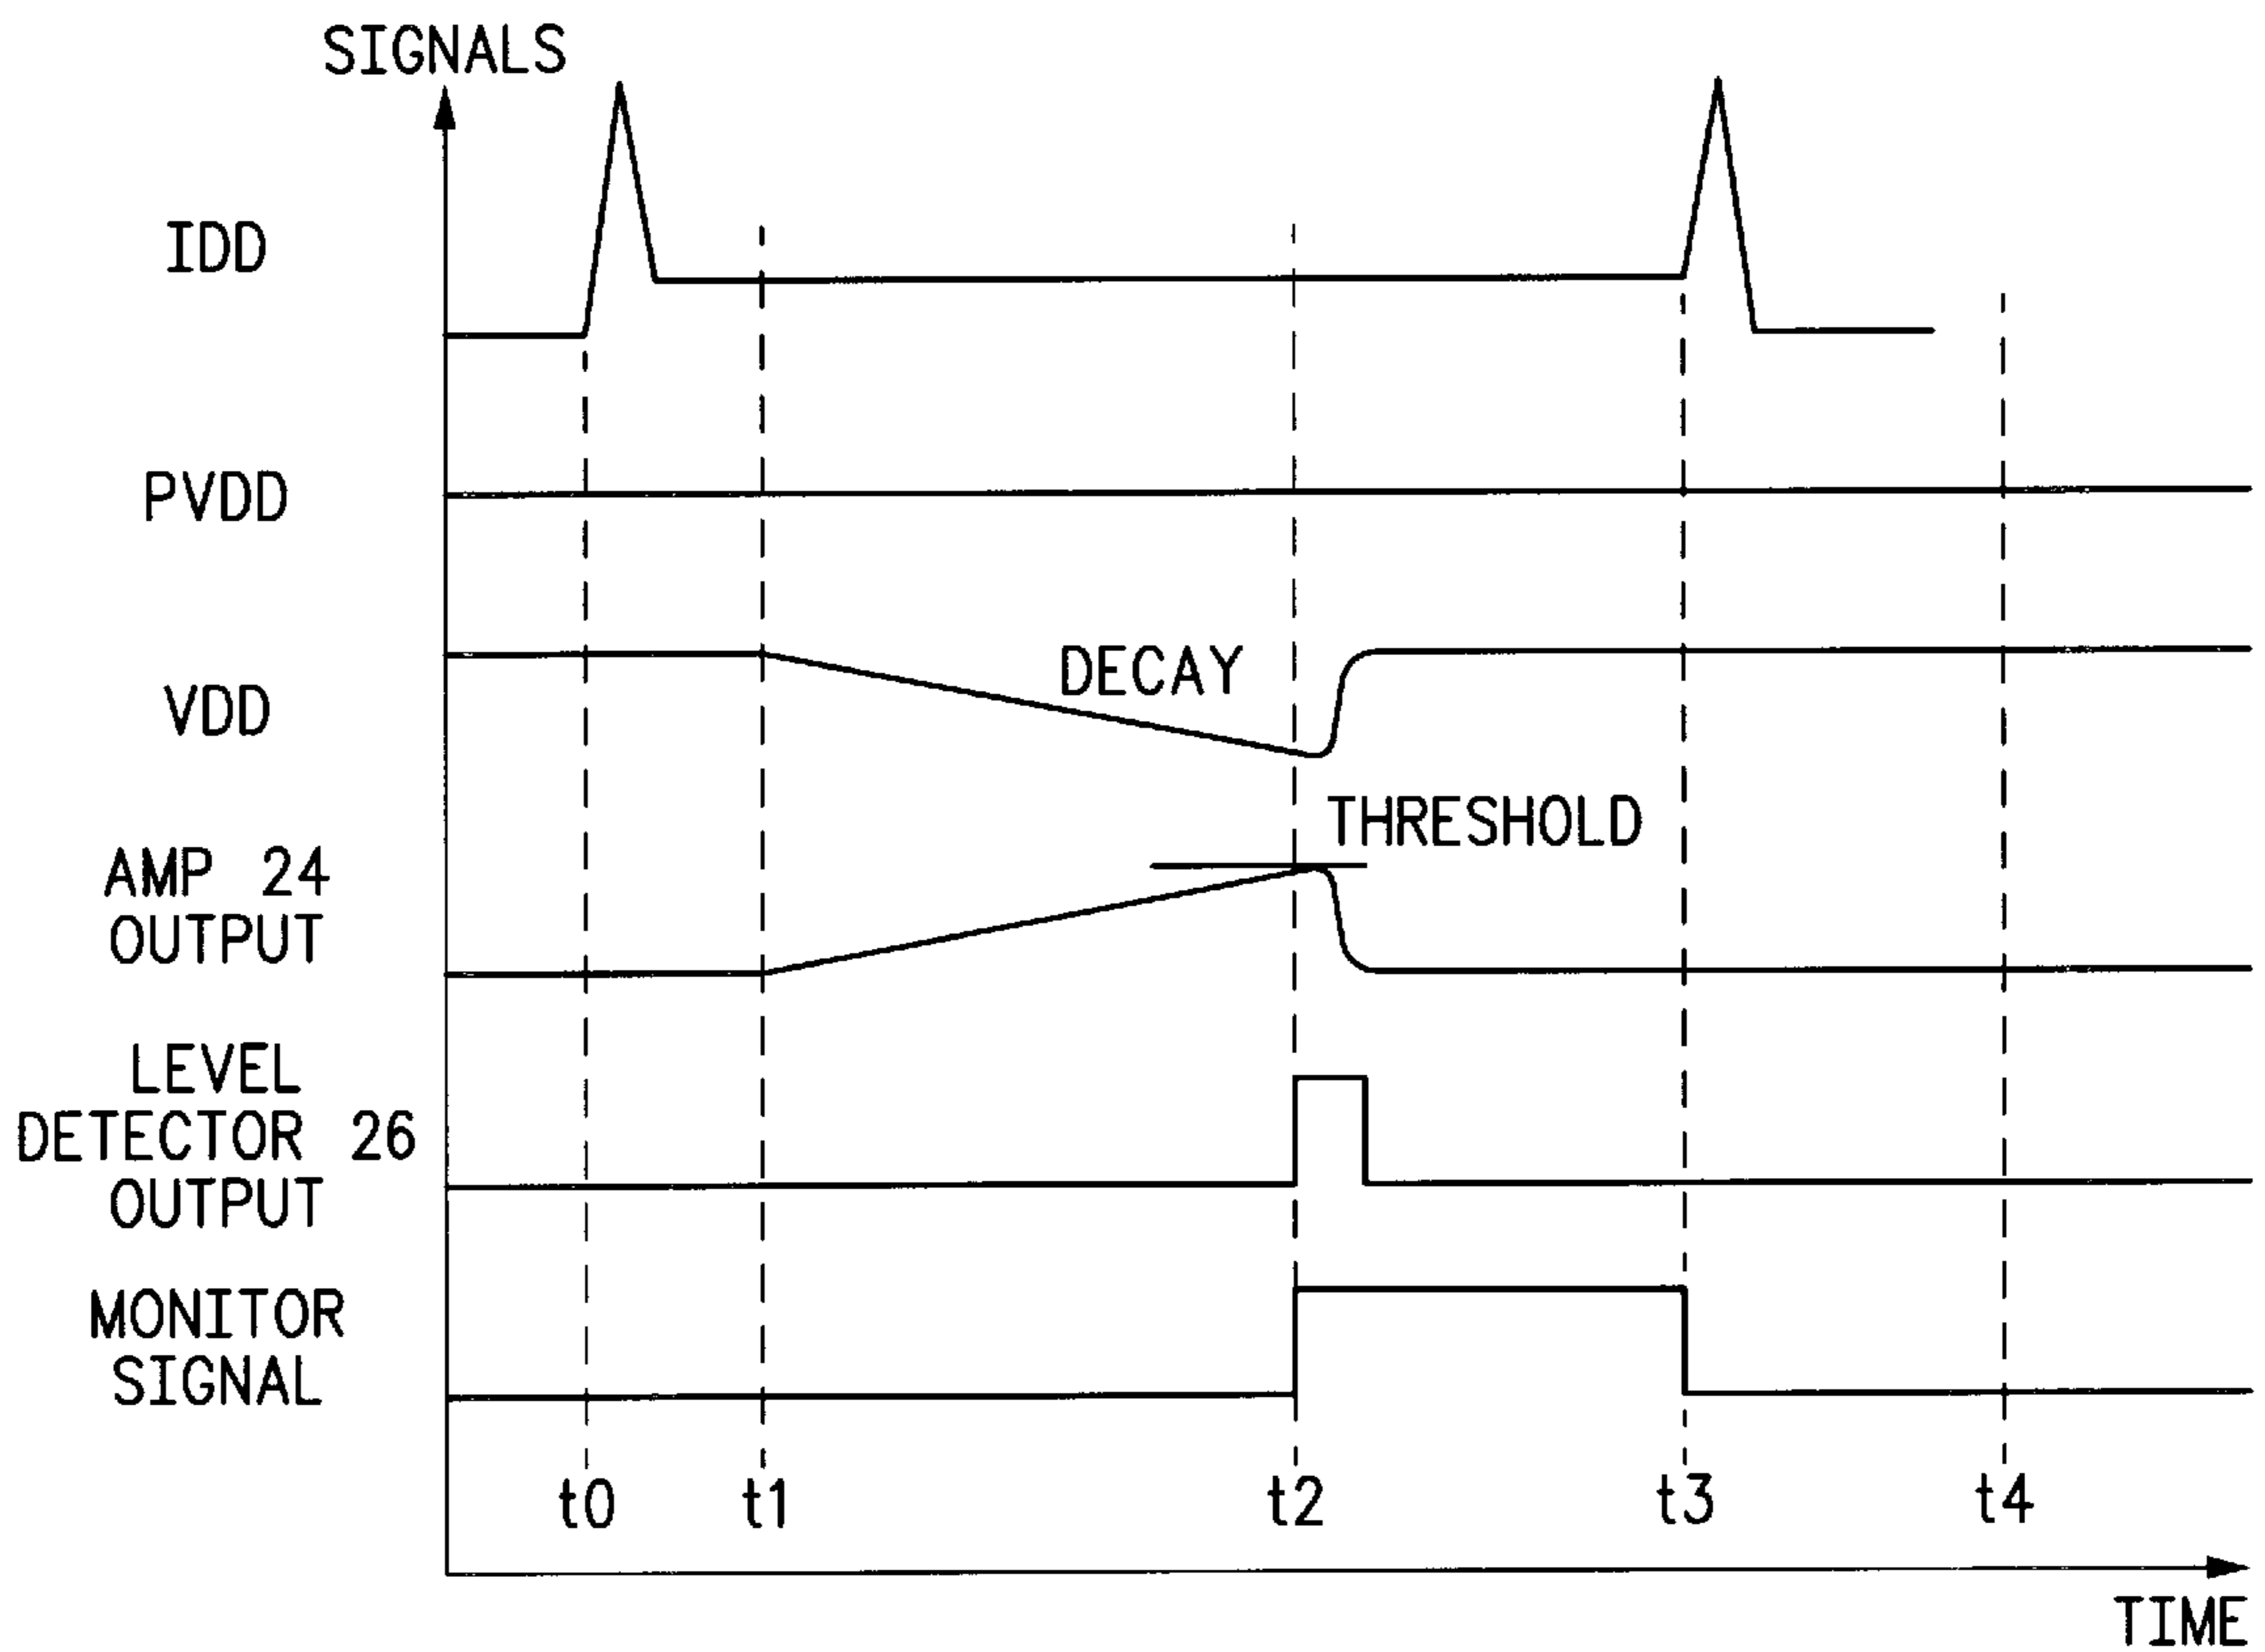 SIGNALS
IDD
PVDD
VDD
DECAY
THRESHOLD
AMP 24
OUTPUT
LEVEL
DETECTOR 26
OUTPUT
MONITOR
SIGNAL
t0 t1 t2 t3 t4
TIME